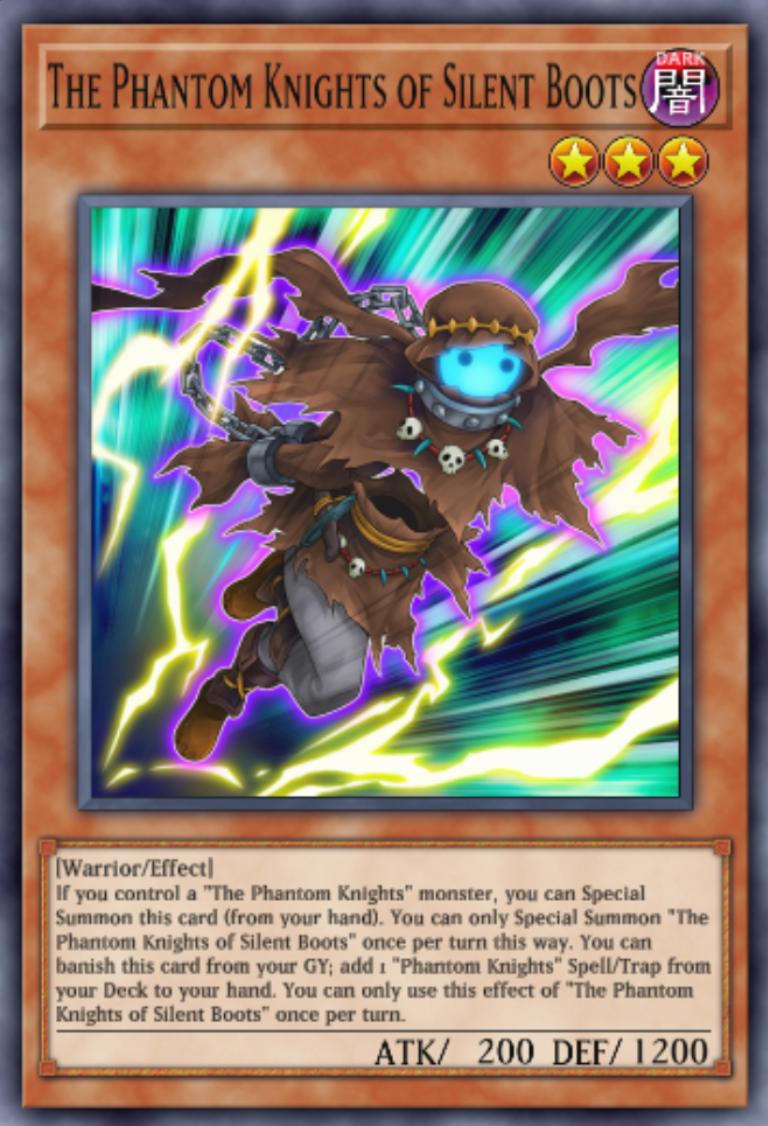 The Phantom Knights of Silent Boots
DARK
闇
[Warrior/Effect]
If you control a "The Phantom Knights" monster, you can Special
Summon this card (from your hand). You can only Special Summon "The
Phantom Knights of Silent Boots" once per turn this way. You can
banish this card from your GY; add 1 "Phantom Knights" Spell/Trap from
your Deck to your hand. You can only use this effect of "The Phantom
Knights of Silent Boots" once per turn.
ATK/ 200 DEF/ 1200